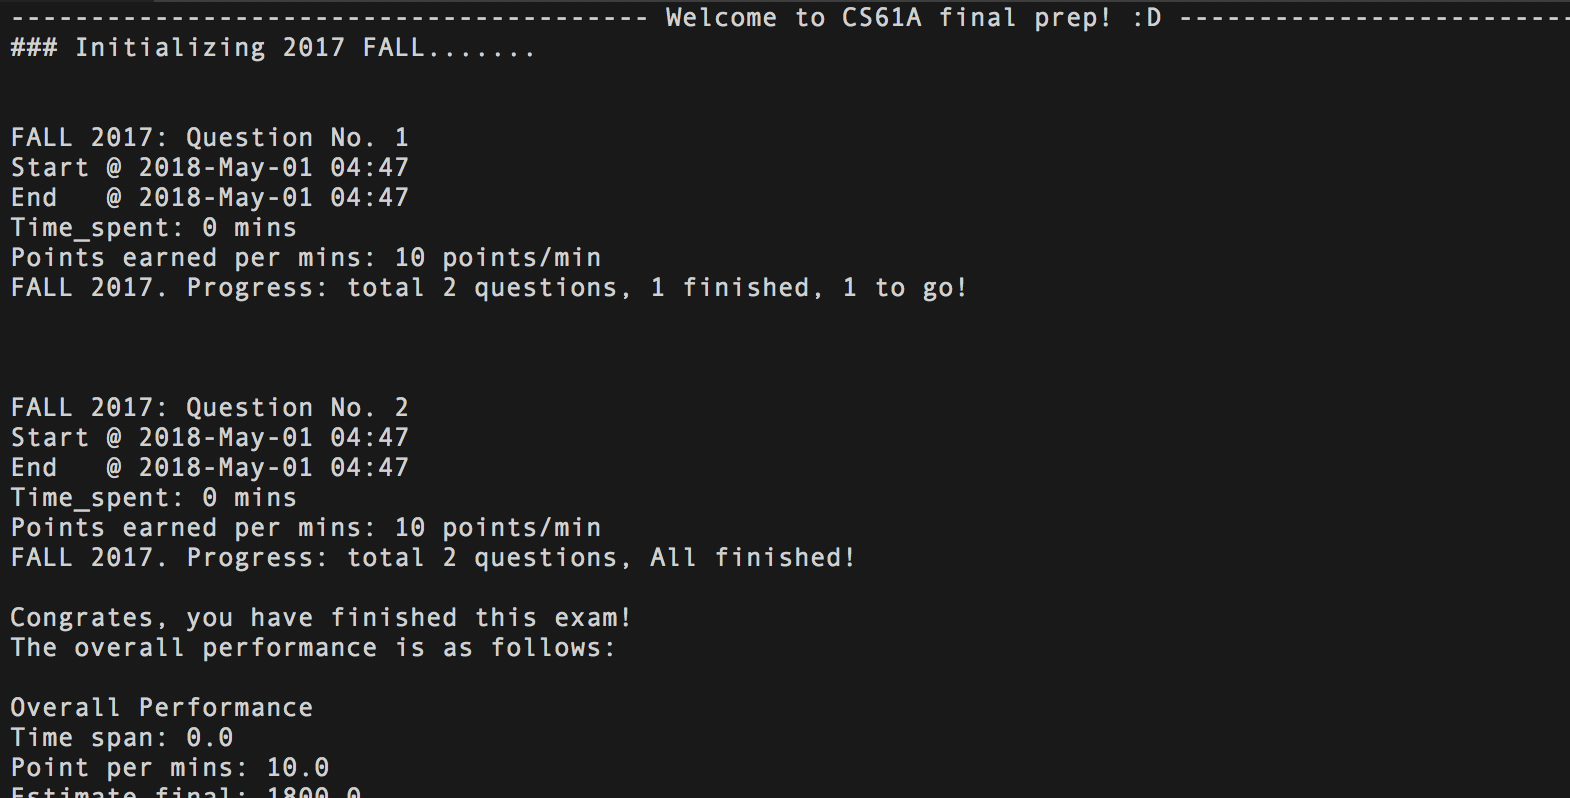 ---------------------------------------- Welcome to CS61A final prep! :D -------------------------
### Initializing 2017 FALL.......
FALL 2017: Question No. 1
Start @ 2018-May-01 04:47
End   @ 2018-May-01 04:47
Time_spent: 0 mins
Points earned per mins: 10 points/min
FALL 2017. Progress: total 2 questions, 1 finished, 1 to go!
FALL 2017: Question No. 2
Start @ 2018-May-01 04:47
End   @ 2018-May-01 04:47
Time_spent: 0 mins
Points earned per mins: 10 points/min
FALL 2017. Progress: total 2 questions, All finished!
Congrates, you have finished this exam!
The overall performance is as follows:
Overall Performance
Time span: 0.0
Point per mins: 10.0
Estimate final: 1800.0